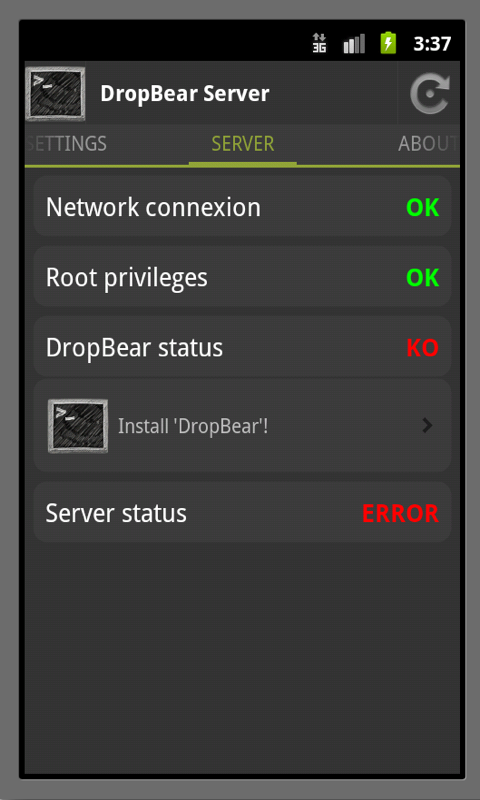 3G
3:37
DropBear Server
SETTINGS
SERVER
ABOUT
Network connexion OK
Root privileges OK
DropBear status KO
Install 'DropBear'!
Server status ERROR